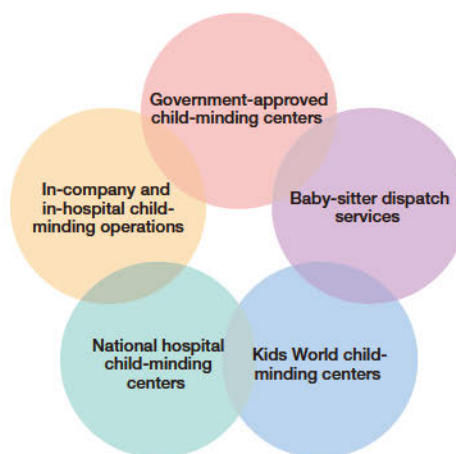 Government-approved
child-minding centers
In-company and
in-hospital child-
minding operations
Baby-sitter dispatch
services
National hospital
child-minding
centers
Kids World child-
minding centers